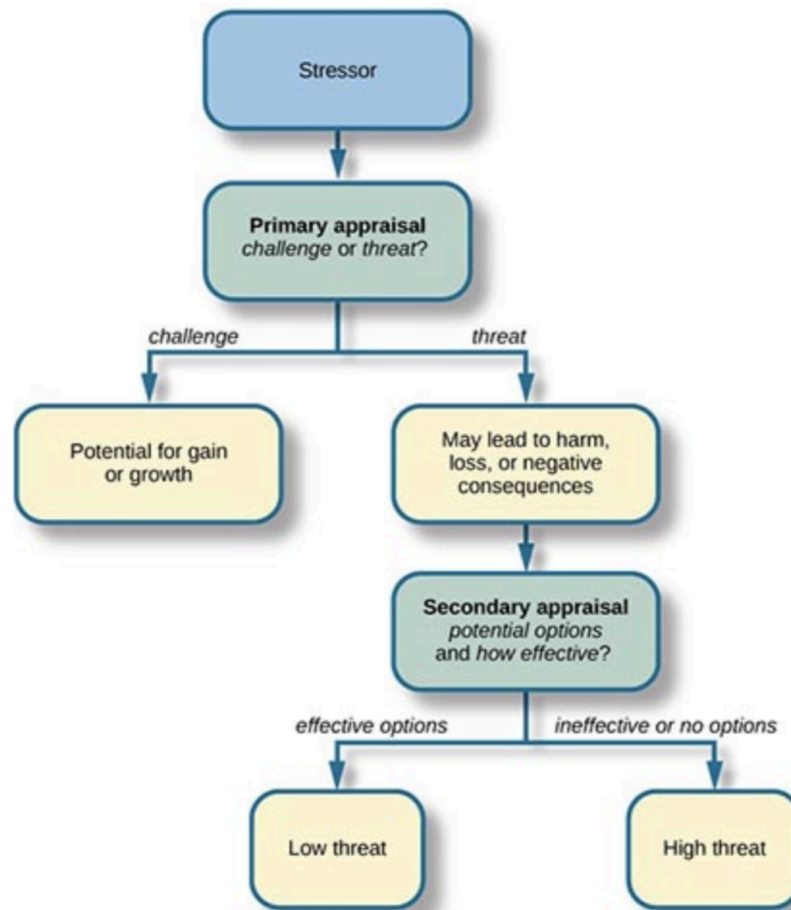 Stressor
Primary appraisal
challenge or threat?
challenge
threat
Potential for gain
or growth
May lead to harm,
loss, or negative
consequences
Secondary appraisal
potential options
and how effective?
effective options
ineffective or no options
Low threat
High threat